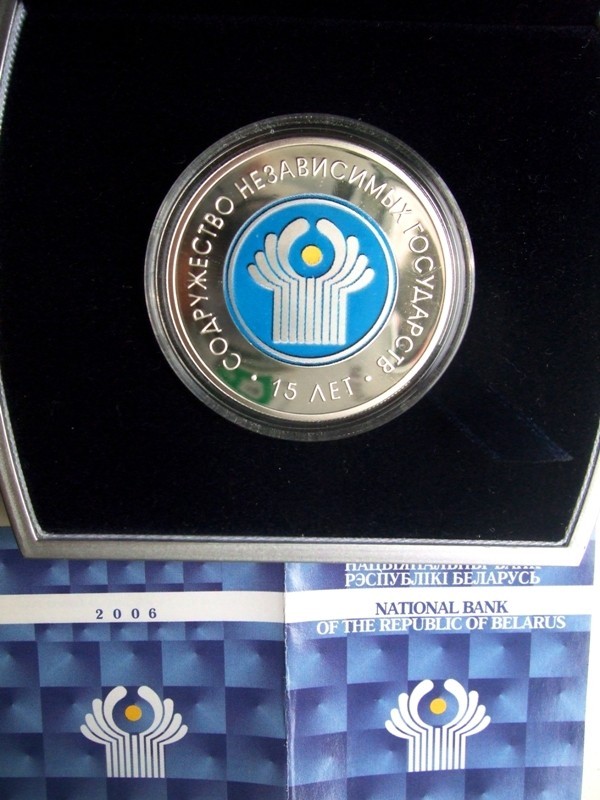 СОДРУЖЕСТВО НЕЗАВИСИМЫХ ГОСУДАРСТВ
· 15 ЛЕТ ·
НАЦЫЯНАЛЬНЫ БАНК
РЭСПУБЛІКІ БЕЛАРУСЬ
2006
NATIONAL BANK
OF THE REPUBLIC OF BELARUS